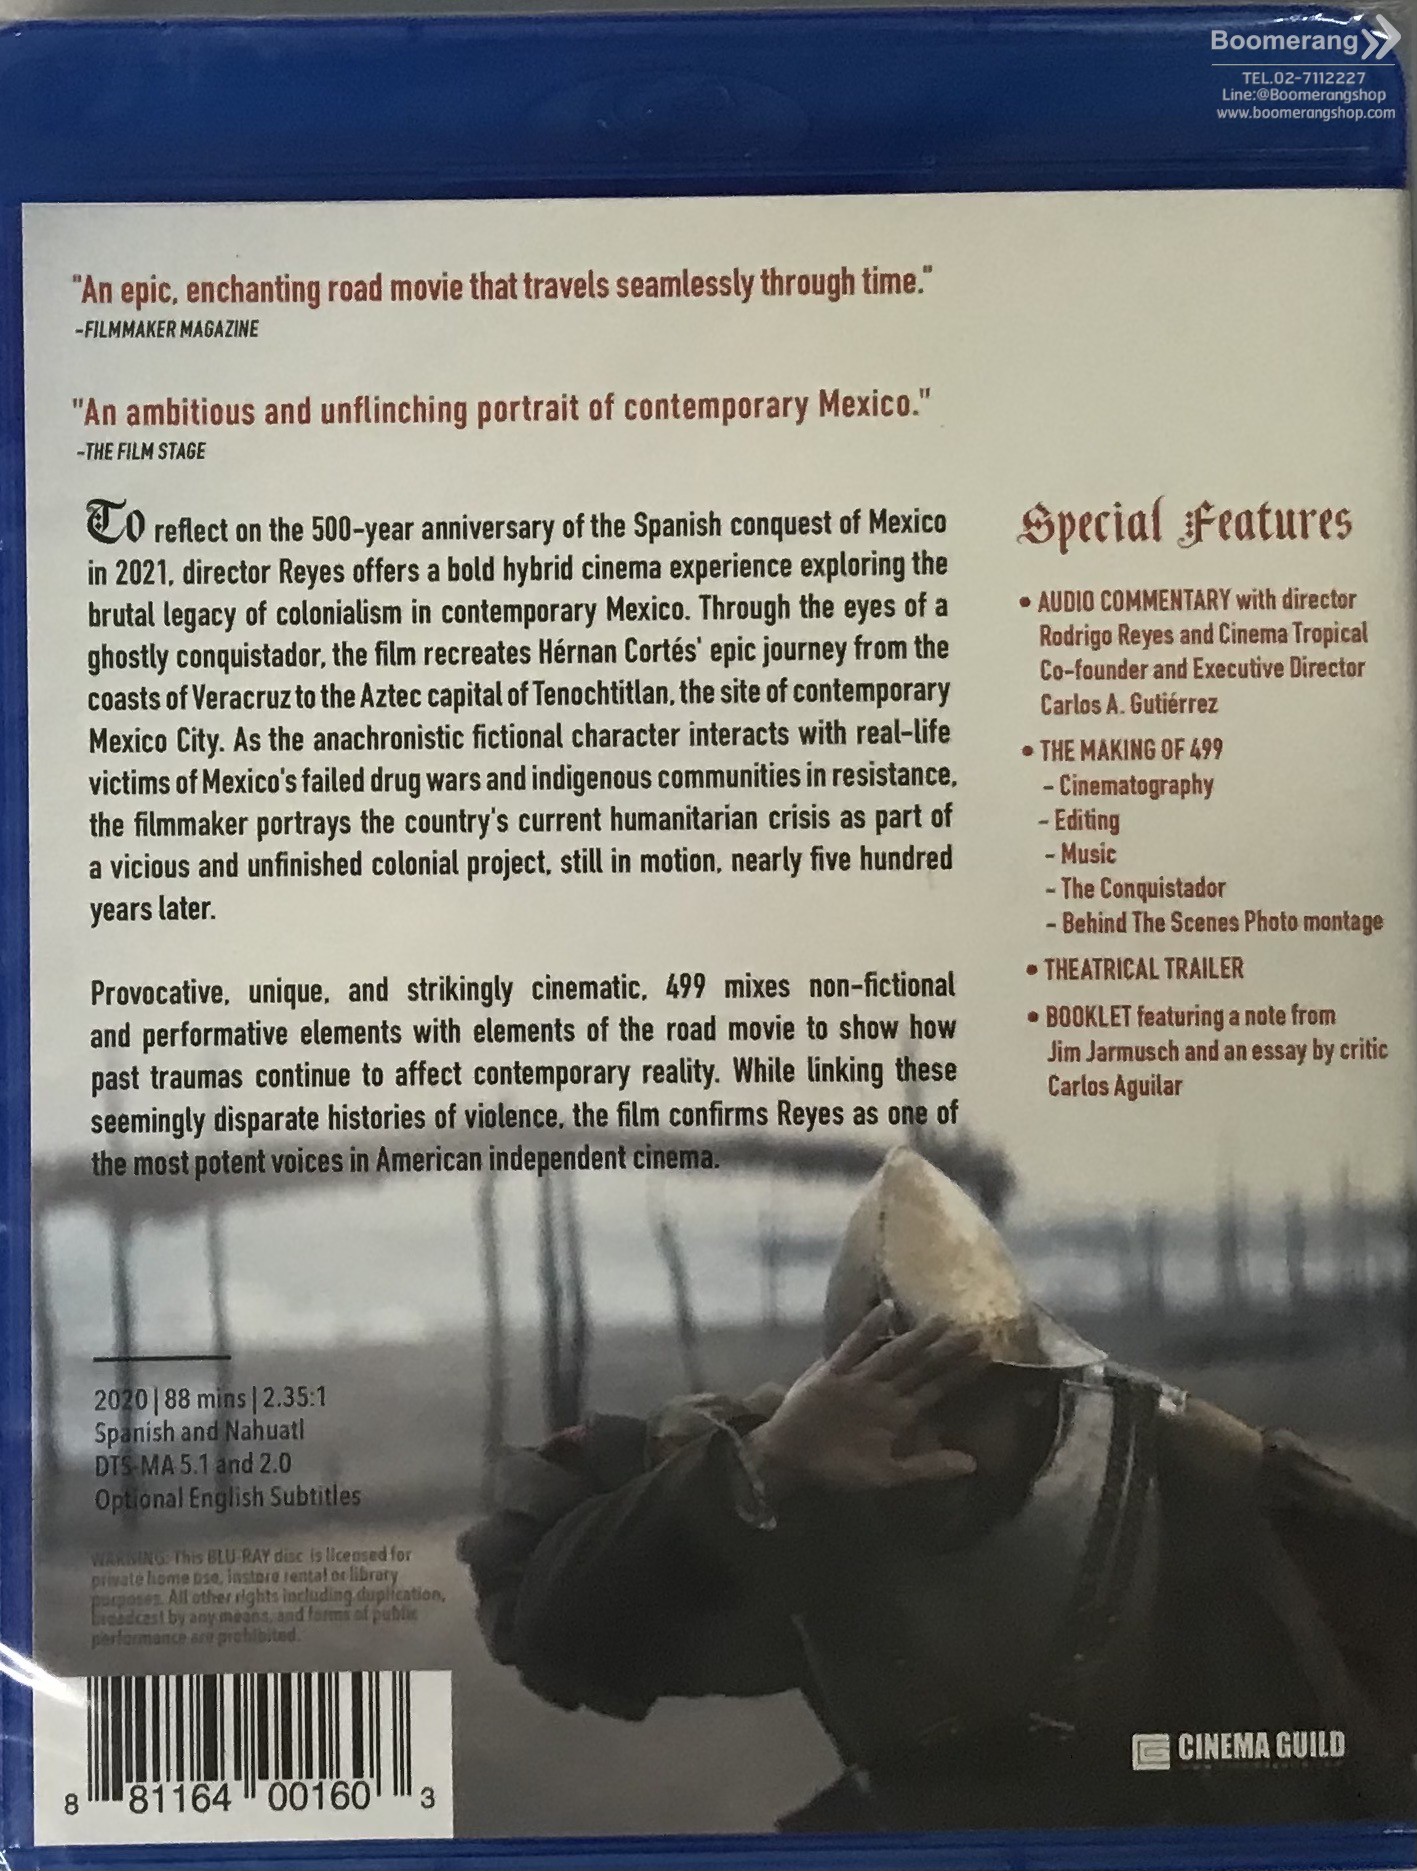 Boomerang
TEL.02-7112227
Line:@Boomerangshop
www.boomerangshop.com
"An epic, enchanting road movie that travels seamlessly through time."
-FILMMAKER MAGAZINE
"An ambitious and unflinching portrait of contemporary Mexico."
-THE FILM STAGE
To reflect on the 500-year anniversary of the Spanish conquest of Mexico
in 2021, director Reyes offers a bold hybrid cinema experience exploring the
brutal legacy of colonialism in contemporary Mexico. Through the eyes of a
ghostly conquistador, the film recreates Hérnan Cortés' epic journey from the
coasts of Veracruz to the Aztec capital of Tenochtitlan, the site of contemporary
Mexico City. As the anachronistic fictional character interacts with real-life
victims of Mexico's failed drug wars and indigenous communities in resistance,
the filmmaker portrays the country's current humanitarian crisis as part of
a vicious and unfinished colonial project, still in motion, nearly five hundred
years later.
Provocative, unique, and strikingly cinematic, 499 mixes non-fictional
and performative elements with elements of the road movie to show how
past traumas continue to affect contemporary reality. While linking these
seemingly disparate histories of violence, the film confirms Reyes as one of
the most potent voices in American independent cinema.
Special Features
• AUDIO COMMENTARY with director
Rodrigo Reyes and Cinema Tropical
Co-founder and Executive Director
Carlos A. Gutiérrez
• THE MAKING OF 499
- Cinematography
- Editing
- Music
- The Conquistador
- Behind The Scenes Photo montage
• THEATRICAL TRAILER
• BOOKLET featuring a note from
Jim Jarmusch and an essay by critic
Carlos Aguilar
2020 | 88 mins | 2.35:1
Spanish and Nahuatl
DTS-MA 5.1 and 2.0
Optional English Subtitles
WARNING: This BLU-RAY disc is licensed for
private home use, instore rental or library
purposes. All other rights including duplication,
broadcast by any means, and forms of public
performance are prohibited.
8 81164 00160 3
CINEMA GUILD